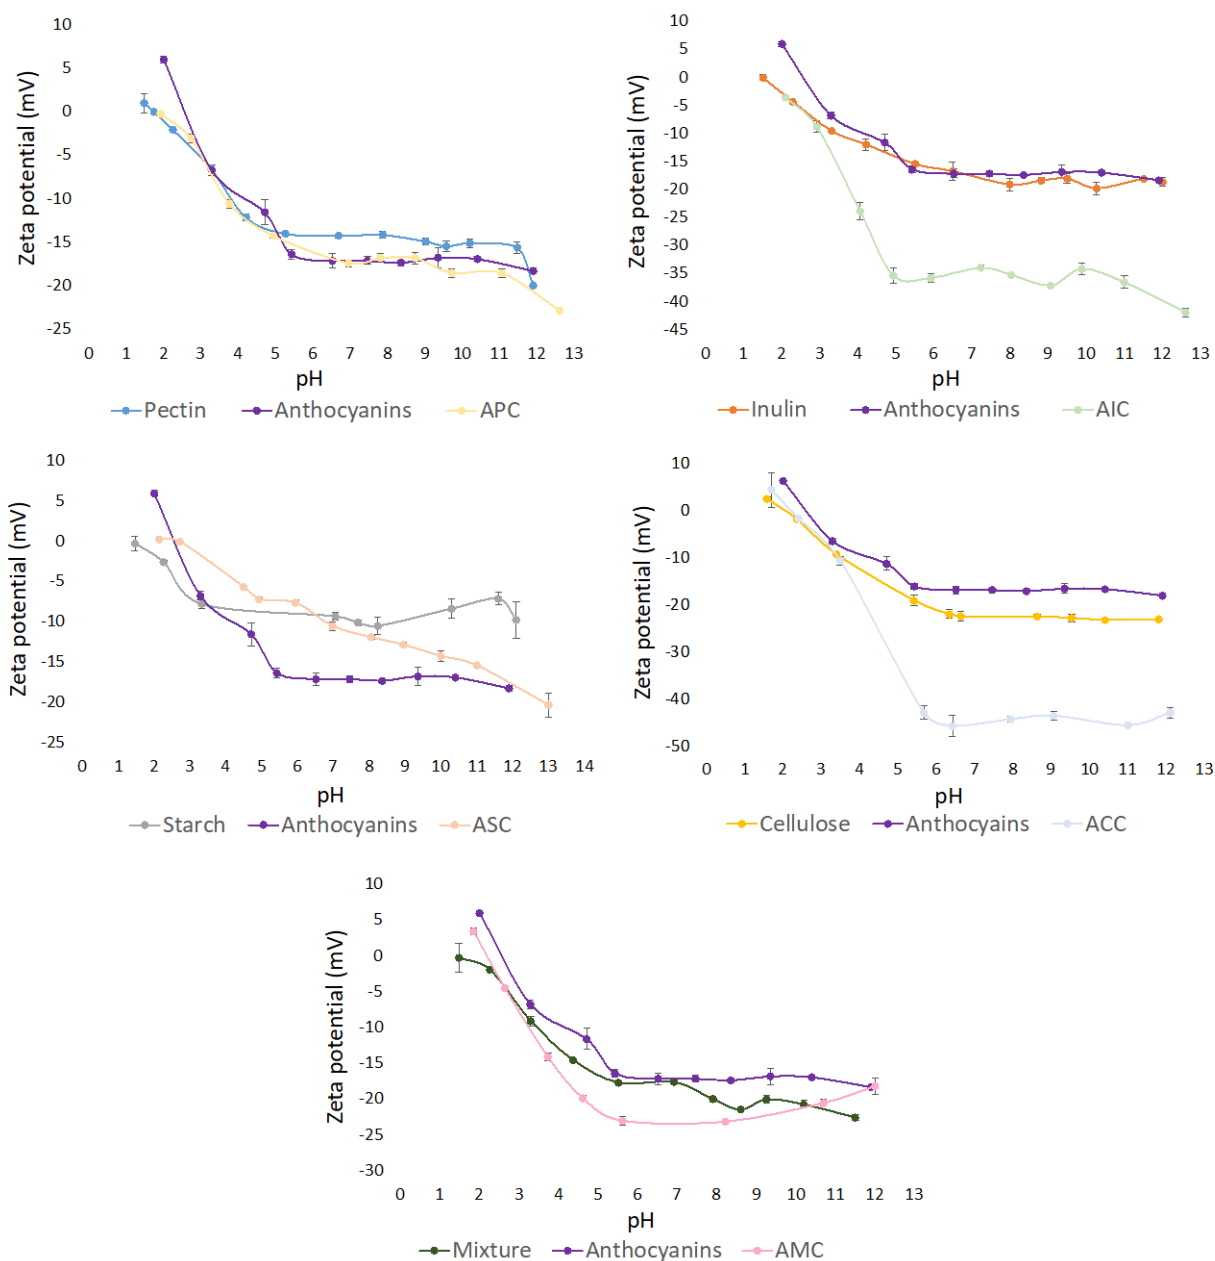 10
5
0
-5
-10
-15
-20
-25
Zeta potential (mV)
0 1 2 3 4 5 6 7 8 9 10 11 12 13
pH
Pectin Anthocyanins APC
10
5
0
-5
-10
-15
-20
-25
-30
-35
-40
-45
Zeta potential (mV)
0 1 2 3 4 5 6 7 8 9 10 11 12 13
pH
Inulin Anthocyanins AIC
10
5
0
-5
-10
-15
-20
-25
Zeta potential (mV)
0 1 2 3 4 5 6 7 8 9 10 11 12 13 14
pH
Starch Anthocyanins ASC
10
0
-10
-20
-30
-40
-50
Zeta potential (mV)
0 1 2 3 4 5 6 7 8 9 10 11 12 13
pH
Cellulose Anthocyains ACC
10
5
0
-5
-10
-15
-20
-25
-30
Zeta potential (mV)
0 1 2 3 4 5 6 7 8 9 10 11 12 13
pH
Mixture Anthocyanins AMC